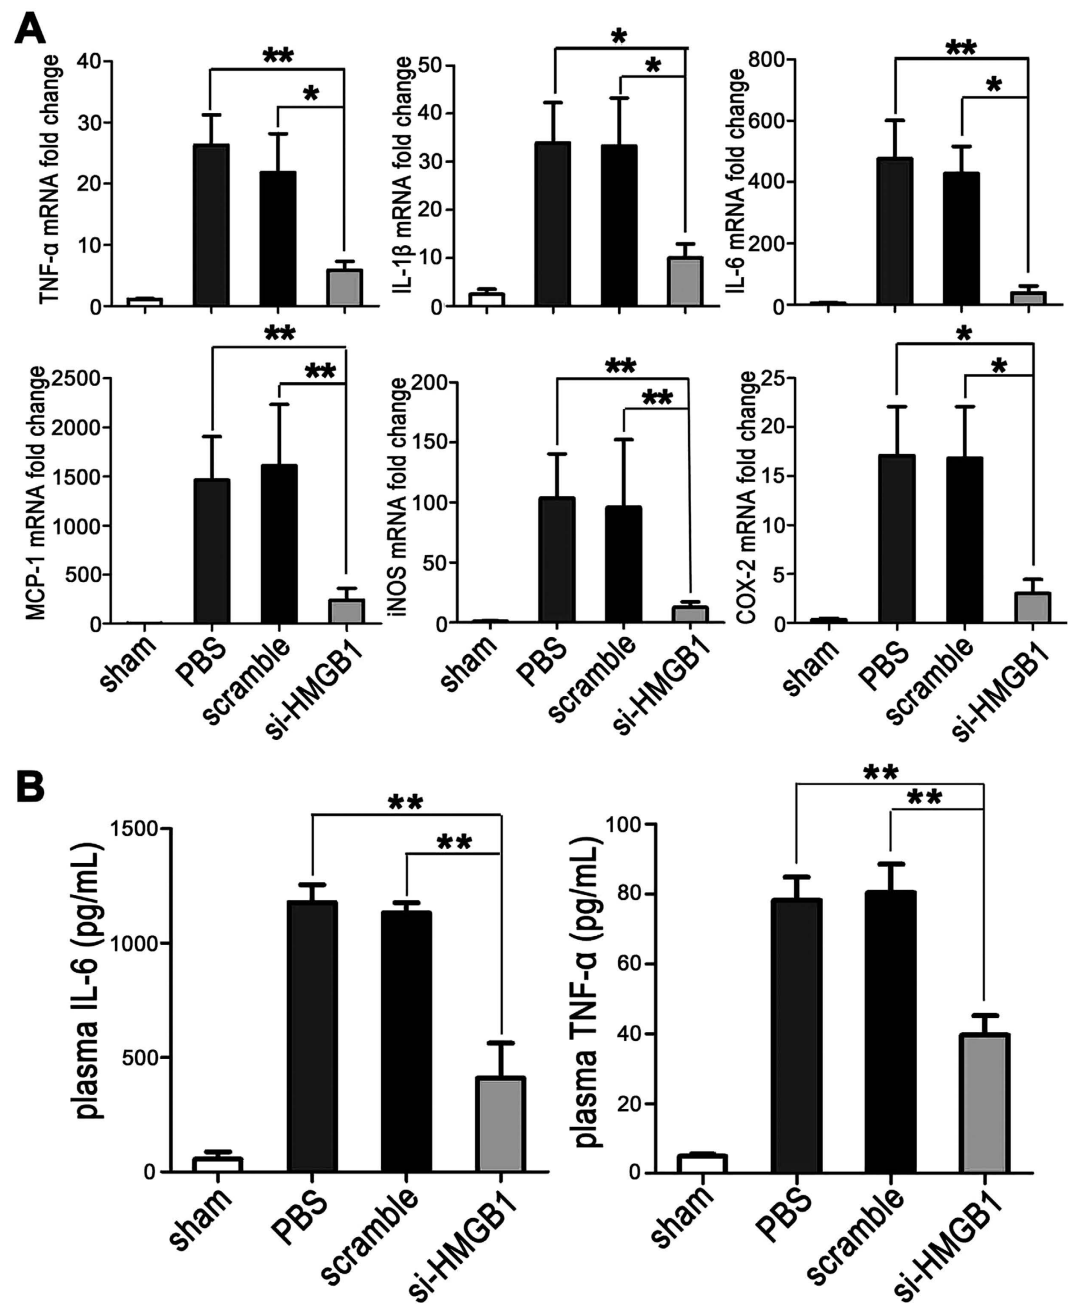 A
TNF-α mRNA fold change
40
30
20
10
0
**
*
IL-1β mRNA fold change
50
40
30
20
10
0
*
*
IL-6 mRNA fold change
800
600
400
200
0
**
*
MCP-1 mRNA fold change
2500
2000
1500
1000
500
0
**
**
sham
PBS
scramble
si-HMGB1
iNOS mRNA fold change
200
150
100
50
0
**
**
sham
PBS
scramble
si-HMGB1
COX-2 mRNA fold change
25
20
15
10
5
0
*
*
sham
PBS
scramble
si-HMGB1
B
plasma IL-6 (pg/mL)
1500
1000
500
0
**
**
sham
PBS
scramble
si-HMGB1
plasma TNF-α (pg/mL)
100
80
60
40
20
0
**
**
sham
PBS
scramble
si-HMGB1